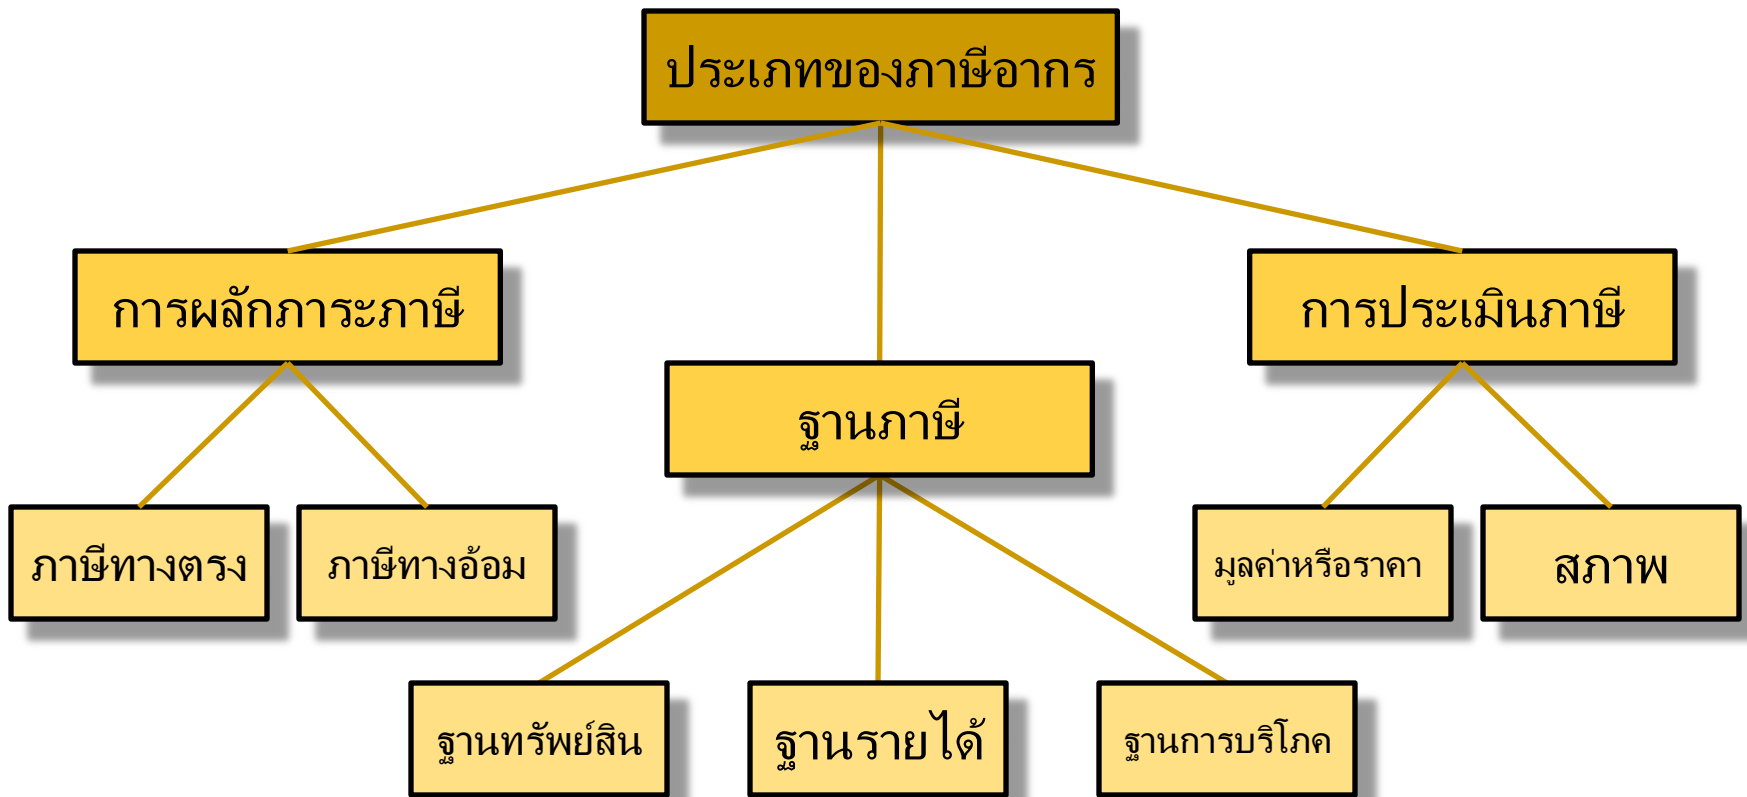 ประเภทของภาษีอากร
การผลักภาระภาษี
การประเมินภาษี
ฐานภาษี
ภาษีทางตรง
ภาษีทางอ้อม
มูลค่าหรือราคา
สภาพ
ฐานทรัพย์สิน
ฐานรายได้
ฐานการบริโภค